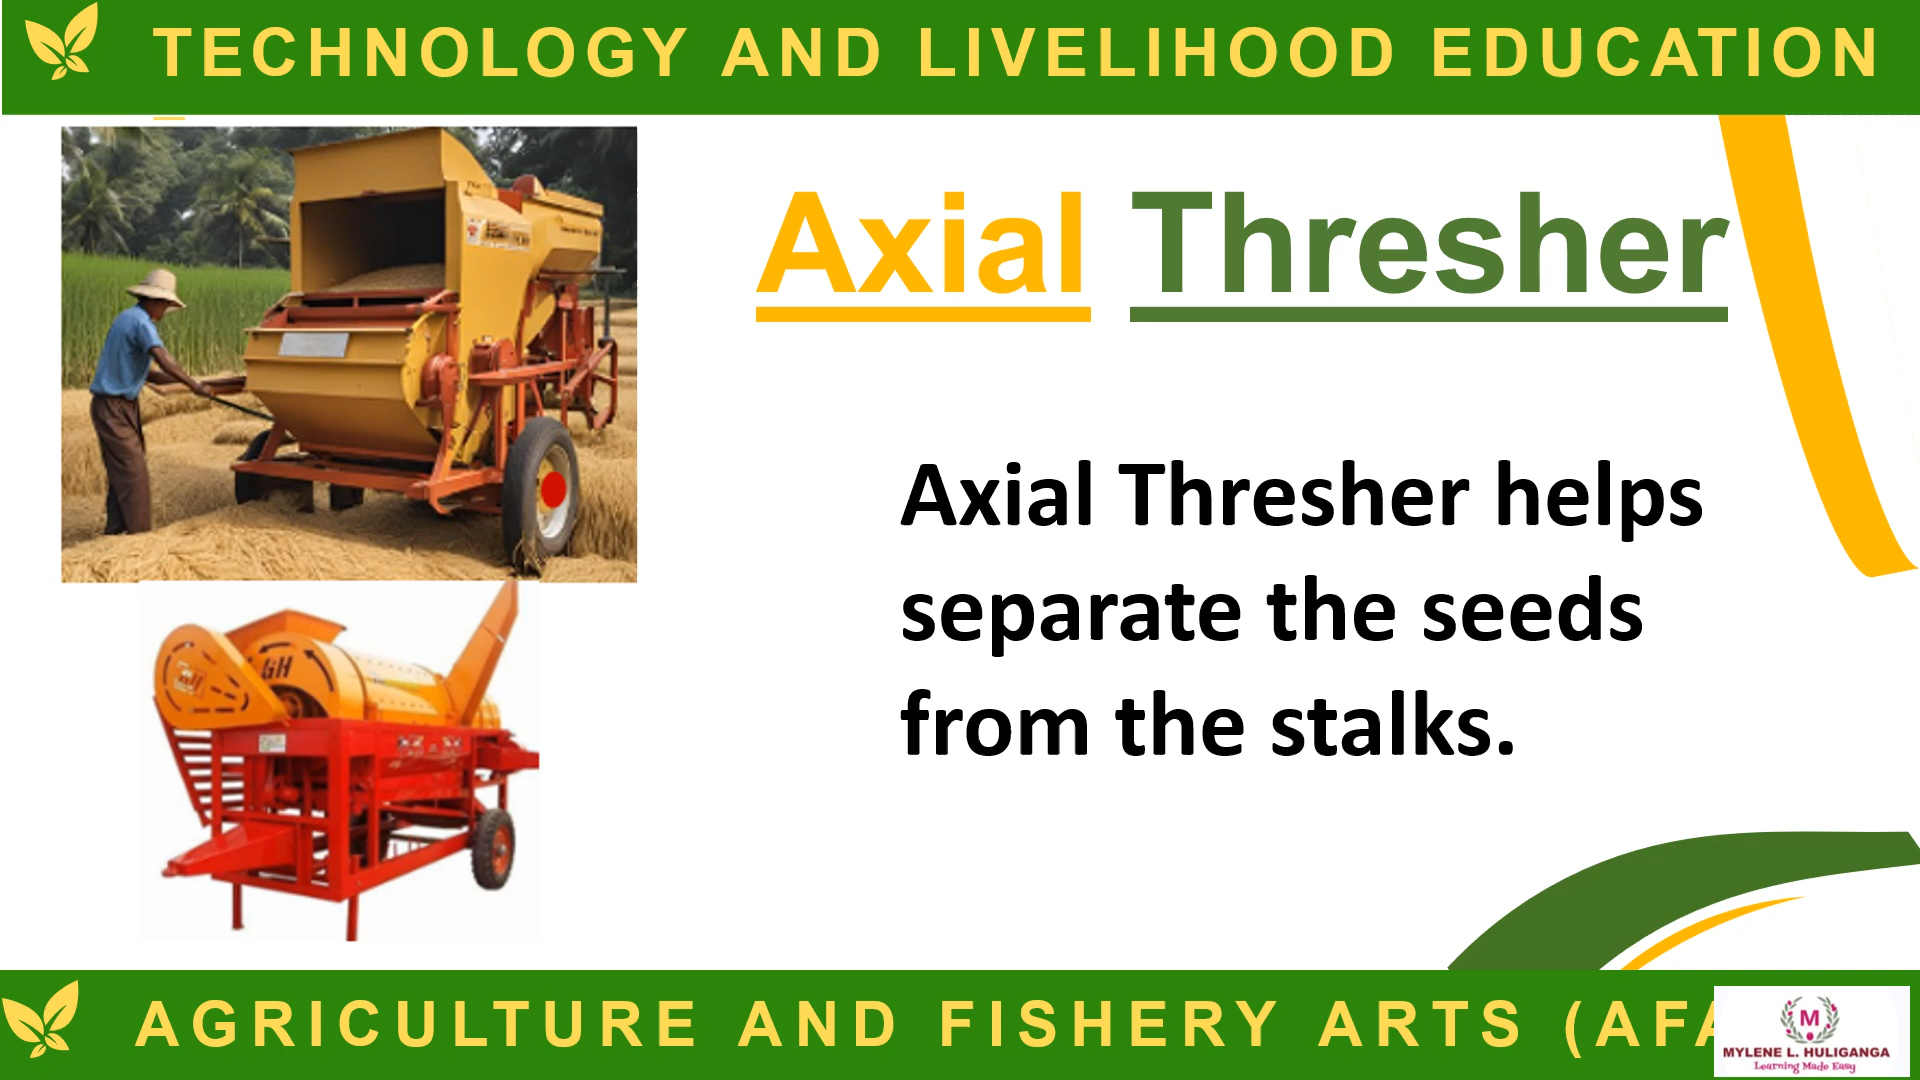 TECHNOLOGY AND LIVELIHOOD EDUCATION
Axial Thresher
Axial Thresher helps
separate the seeds
from the stalks.
GH
AGRICULTURE AND FISHERY ARTS (AFA
M
MYLENE L. HULIGANGA
Learning Made Easy